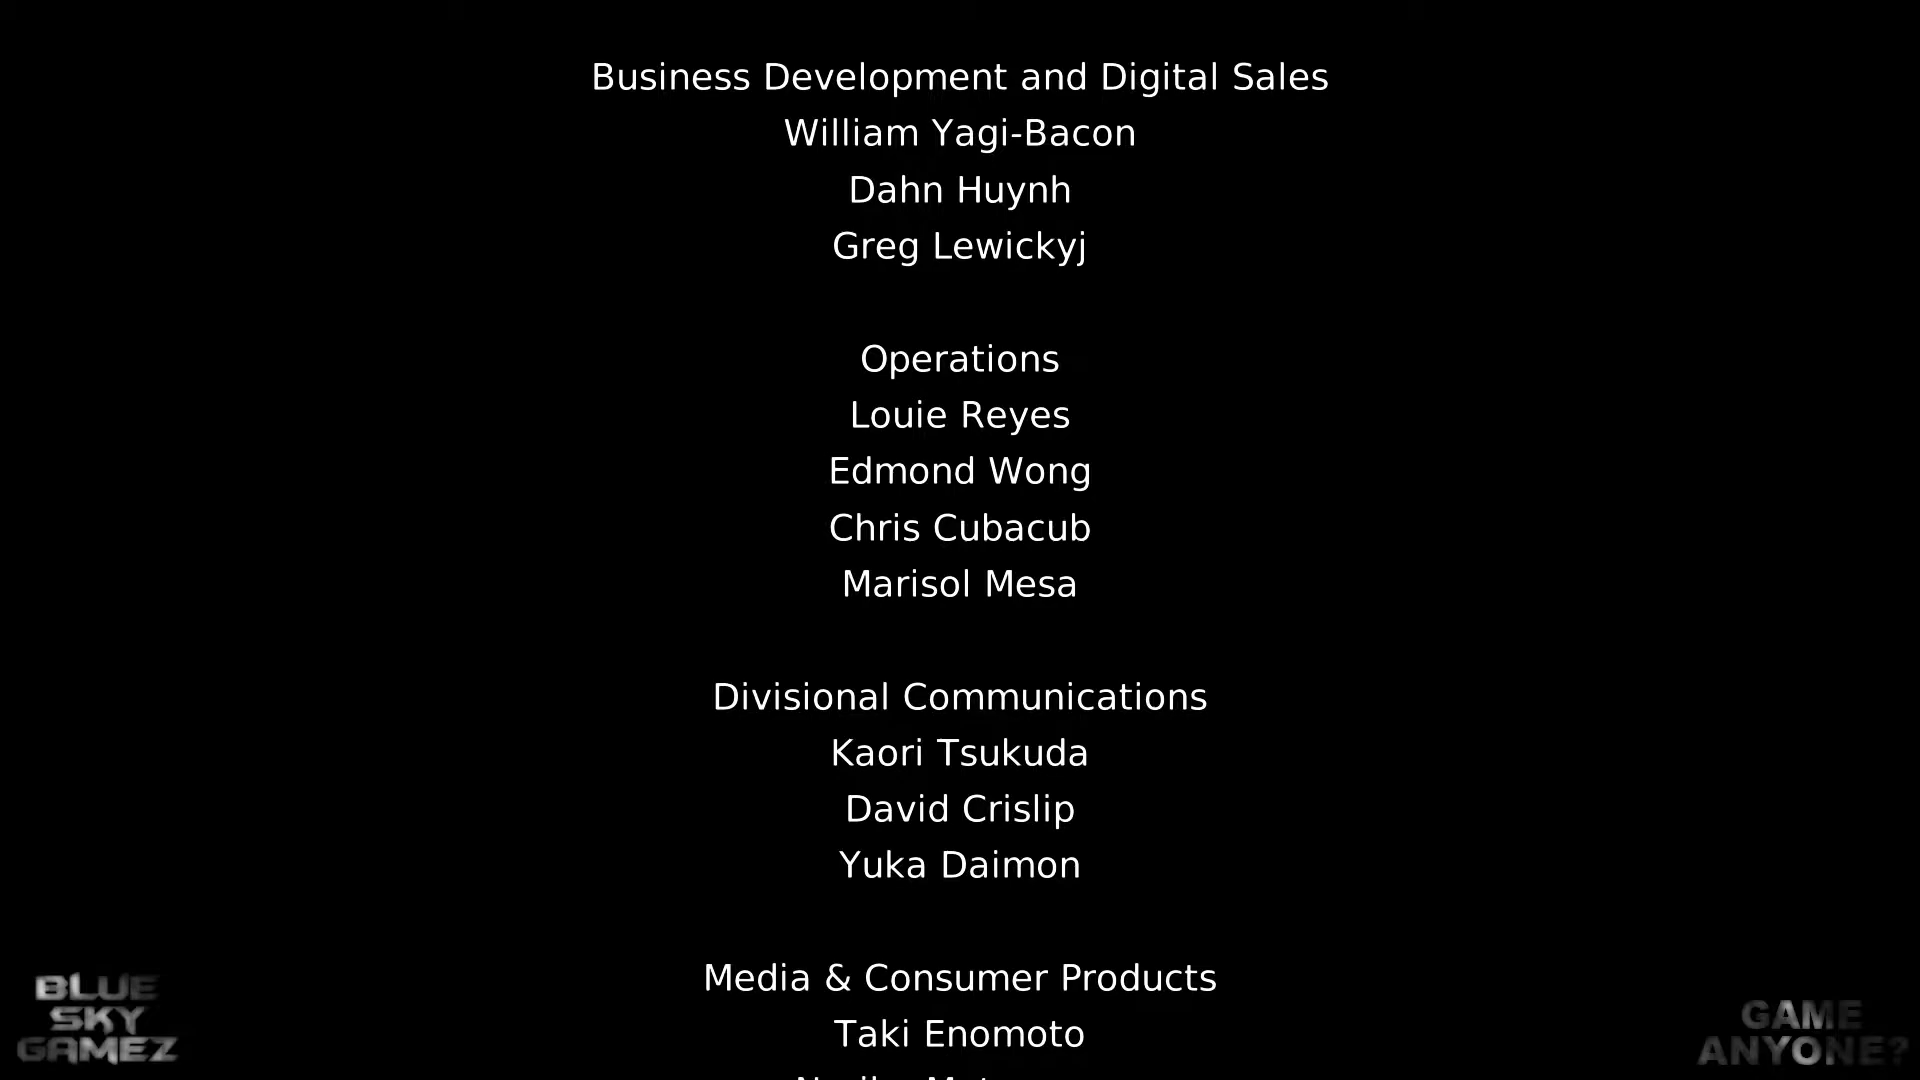 Business Development and Digital Sales
William Yagi-Bacon
Dahn Huynh
Greg Lewickyj
Operations
Louie Reyes
Edmond Wong
Chris Cubacub
Marisol Mesa
Divisional Communications
Kaori Tsukuda
David Crislip
Yuka Daimon
Media & Consumer Products
Taki Enomoto
BLUE
SKY
GAMEZ
GAME
ANYONE?